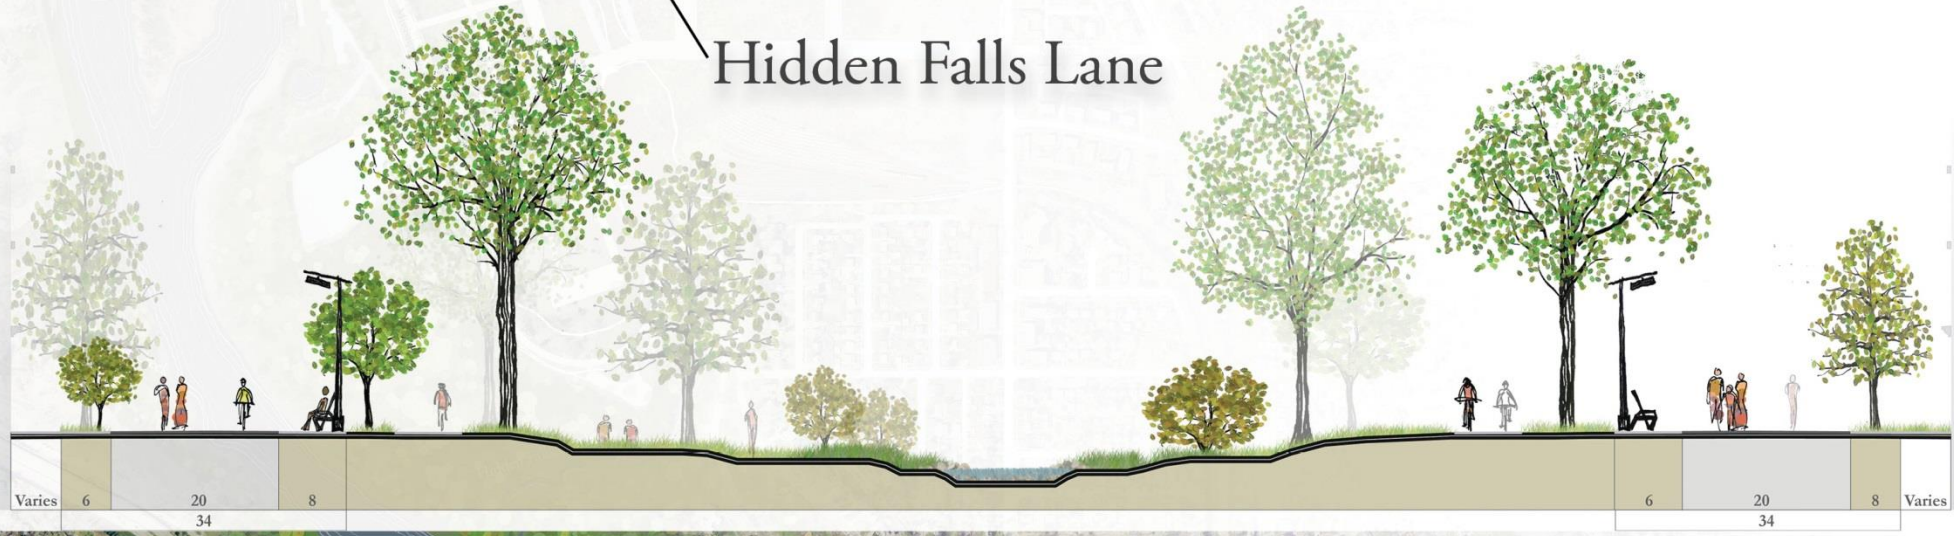 Hidden Falls Lane
Varies 6 20 8 6 20 8 Varies
34 34